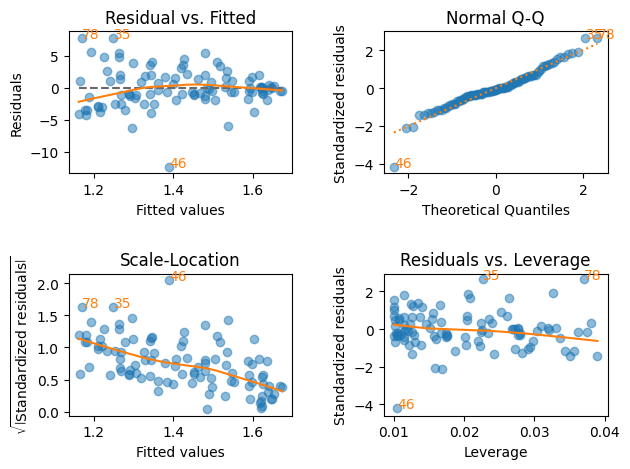 Residual vs. Fitted
78 35
5
0
−5
−10
Residuals
46
1.2 1.4 1.6
Fitted values
Normal Q-Q
35 78
2
0
−2
−4
Standardized residuals
46
−2 0 2
Theoretical Quantiles
Scale-Location
46
2.0
78 35
1.5
1.0
0.5
0.0
√|Standardized residuals|
1.2 1.4 1.6
Fitted values
Residuals vs. Leverage
35 78
2
0
−2
−4
Standardized residuals
46
0.01 0.02 0.03 0.04
Leverage